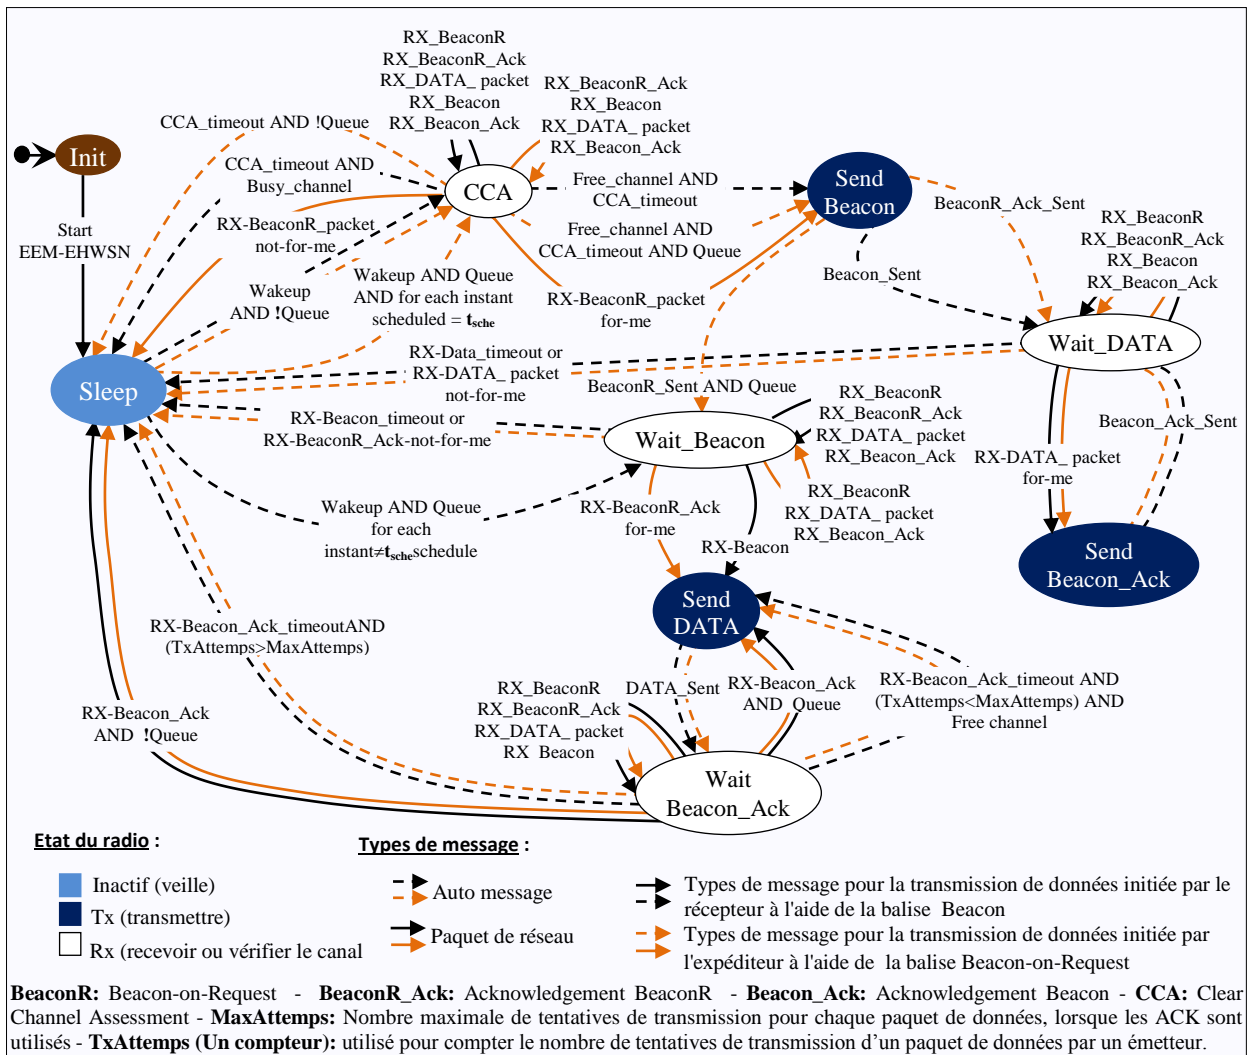 RX_BeaconR
RX_BeaconR_Ack
RX_DATA_ packet
RX_Beacon
RX_Beacon_Ack
RX_BeaconR_Ack
RX_Beacon
RX_DATA_ packet
RX_Beacon_Ack
CCA_timeout AND !Queue
Init
CCA_timeout AND
Busy_channel
CCA
Free_channel AND
CCA_timeout
Send
Beacon
BeaconR_Ack_Sent
RX_BeaconR
RX_BeaconR_Ack
RX_Beacon
RX_Beacon_Ack
Start
EEM-EHWSN
RX-BeaconR_packet
not-for-me
Free_channel AND
CCA_timeout AND Queue
Beacon_Sent
Wakeup
AND !Queue
Wakeup AND Queue
AND for each instant
scheduled = tsche
RX-BeaconR_packet
for-me
Wait_DATA
Sleep
RX-Data_timeout or
RX-DATA_ packet
not-for-me
BeaconR_Sent AND Queue
RX-Beacon_timeout or
RX-BeaconR_Ack-not-for-me
Wait_Beacon
RX_BeaconR
RX_BeaconR_Ack
RX_DATA_ packet
RX_Beacon_Ack
Beacon_Ack_Sent
RX-DATA_ packet
for-me
Wakeup AND Queue
for each
instant≠tscheschedule
RX-BeaconR_Ack
for-me
RX_BeaconR
RX_DATA_ packet
RX_Beacon_Ack
RX-Beacon
Send
Beacon_Ack
Send
DATA
RX-Beacon_Ack_timeoutAND
(TxAttemps>MaxAttemps)
RX_BeaconR
RX_BeaconR_Ack
RX_DATA_ packet
RX Beacon
DATA_Sent
RX-Beacon_Ack
AND Queue
RX-Beacon_Ack_timeout AND
(TxAttemps<MaxAttemps) AND
Free channel
RX-Beacon_Ack
AND !Queue
Wait
Beacon_Ack
Etat du radio :
Inactif (veille)
Tx (transmettre)
Rx (recevoir ou vérifier le canal
Types de message :
Auto message
Paquet de réseau
Types de message pour la transmission de données initiée par le
récepteur à l'aide de la balise Beacon
Types de message pour la transmission de données initiée par
l'expéditeur à l'aide de la balise Beacon-on-Request
BeaconR: Beacon-on-Request - BeaconR_Ack: Acknowledgement BeaconR - Beacon_Ack: Acknowledgement Beacon - CCA: Clear
Channel Assessment - MaxAttemps: Nombre maximale de tentatives de transmission pour chaque paquet de données, lorsque les ACK sont
utilisés - TxAttemps (Un compteur): utilisé pour compter le nombre de tentatives de transmission d'un paquet de données par un émetteur.